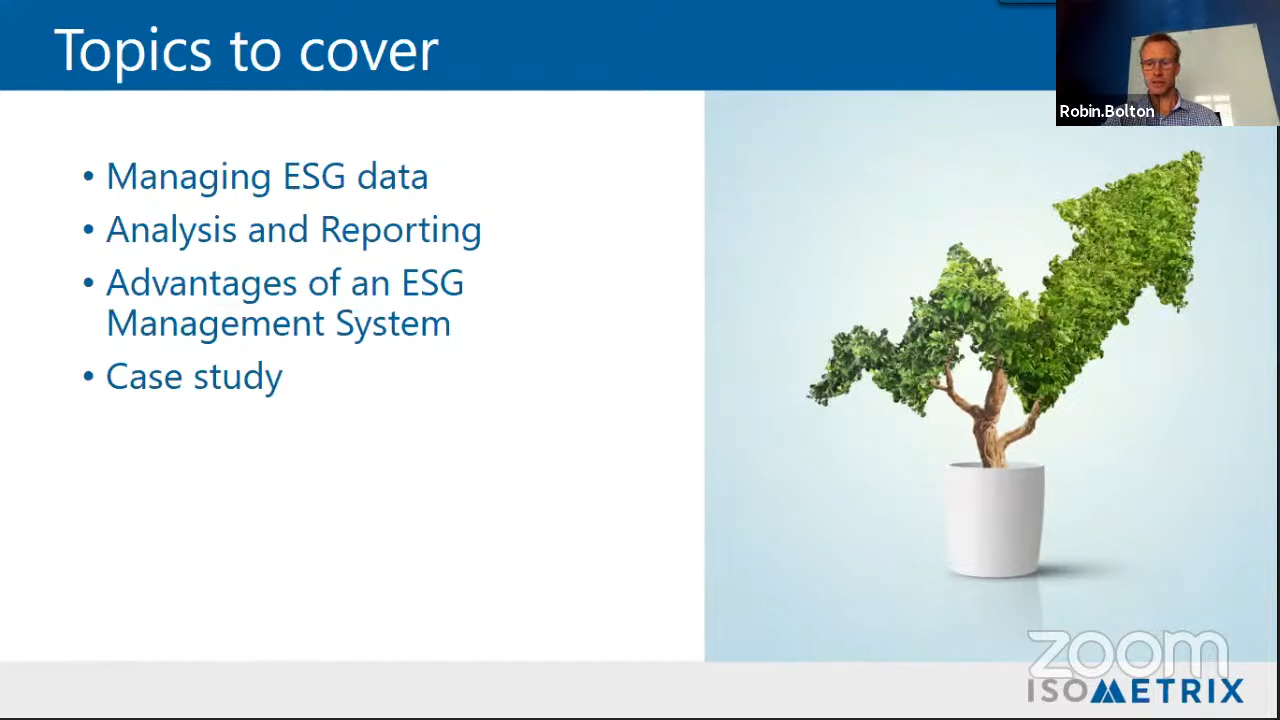 Topics to cover
Robin.Bolton
• Managing ESG data
• Analysis and Reporting
• Advantages of an ESG
Management System
• Case study
zoom
ISOMETRIX